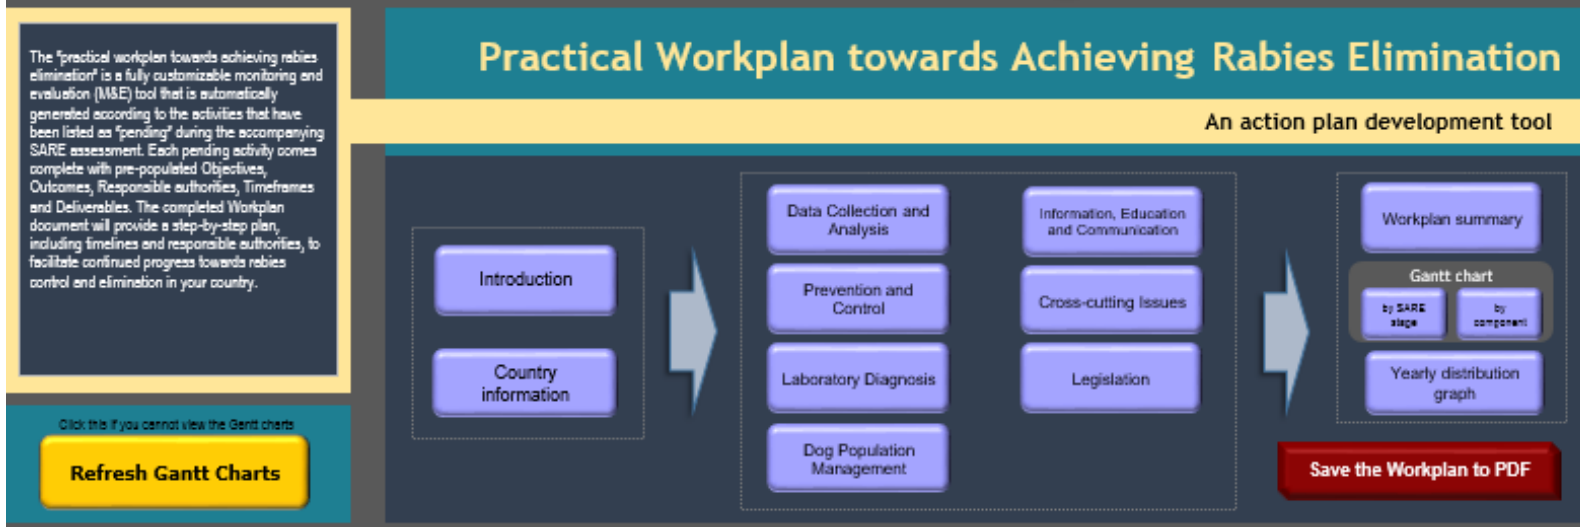 The "practical workplan towards achieving rabies
elimination" is a fully customizable monitoring and
evaluation (M&E) tool that is automatically
generated according to the activities that have
been listed as "pending" during the accompanying
SARE assessment. Each pending activity comes
complete with pre-populated Objectives,
Outcomes, Responsible authorities, Timeframes
and Deliverables. The completed Workplan
document will provide a step-by-step plan,
including timelines and responsible authorities, to
facilitate continued progress towards rabies
control and elimination in your country.
Click this if you cannot view the Gantt charts
Refresh Gantt Charts
Practical Workplan towards Achieving Rabies Elimination
An action plan development tool
Introduction
Country
information
Data Collection and
Analysis
Prevention and
Control
Laboratory Diagnosis
Dog Population
Management
Information, Education
and Communication
Cross-cutting Issues
Legislation
Workplan summary
Gantt chart
by SARE
stage
by
component
Yearly distribution
graph
Save the Workplan to PDF